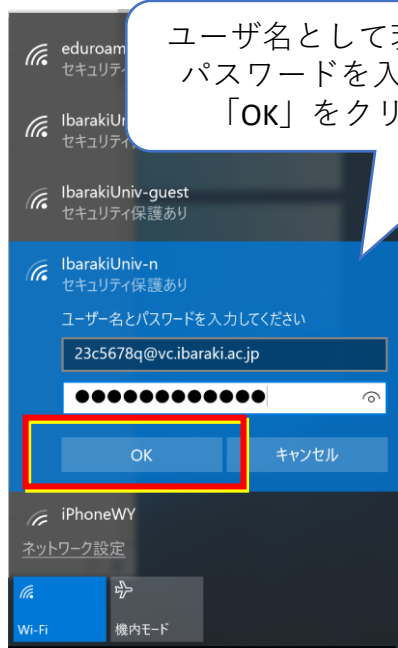 ユーザ名として
パスワードを入
「OK」をクリ
eduroam
セキュリテ
IbarakiU
セキュリテ
IbarakiUniv-guest
セキュリティ保護あり
IbarakiUniv-n
セキュリティ保護あり
ユーザー名とパスワードを入力してください
23c5678q@vc.ibaraki.ac.jp
●●●●●●●●●●●●
OK キャンセル
iPhoneWY
ネットワーク設定
Wi-Fi 機内モード